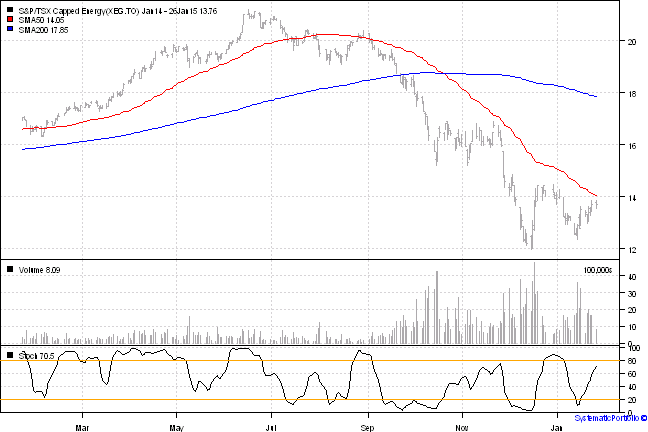 S&P/TSX Capped Energy(XEG.TO) Jan14 - 26Jan15 13.76
SMA50 14.05
SMA200 17.85
20
18
16
14
12
Volume 8.09
100,000s
40
30
20
10
0
Stoch 70.5
100
80
60
40
20
0
Mar May Jul Sep Nov Jan
SystematicPortfolio ©